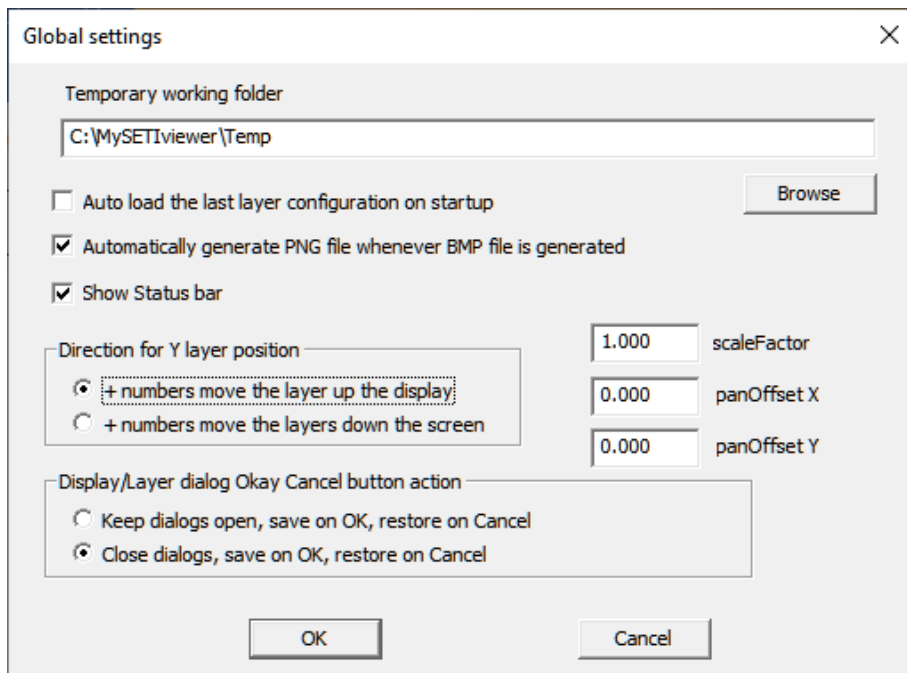 Global settings
Temporary working folder
C:\MySETIviewer\Temp
Browse
Auto load the last layer configuration on startup
Automatically generate PNG file whenever BMP file is generated
Show Status bar
Direction for Y layer position
+ numbers move the layer up the display
+ numbers move the layers down the screen
1.000 scaleFactor
0.000 panOffset X
0.000 panOffset Y
Display/Layer dialog Okay Cancel button action
Keep dialogs open, save on OK, restore on Cancel
Close dialogs, save on OK, restore on Cancel
OK
Cancel